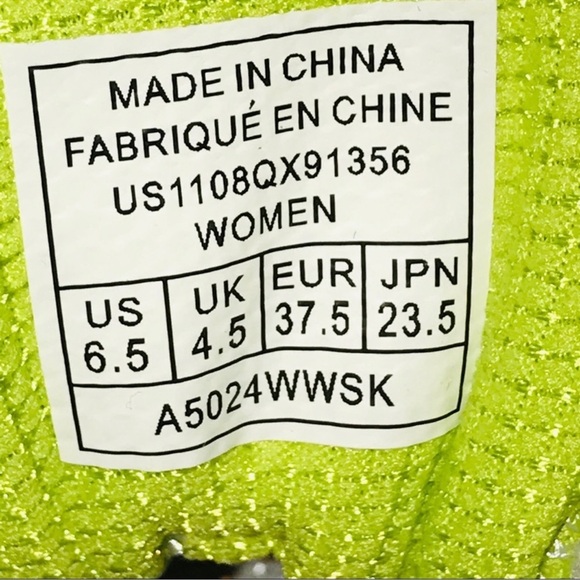 MADE IN CHINA
FABRIQUÉ EN CHINE
US1108QX91356
WOMEN
US UK EUR JPN
6.5 4.5 37.5 23.5
A5024WWSK